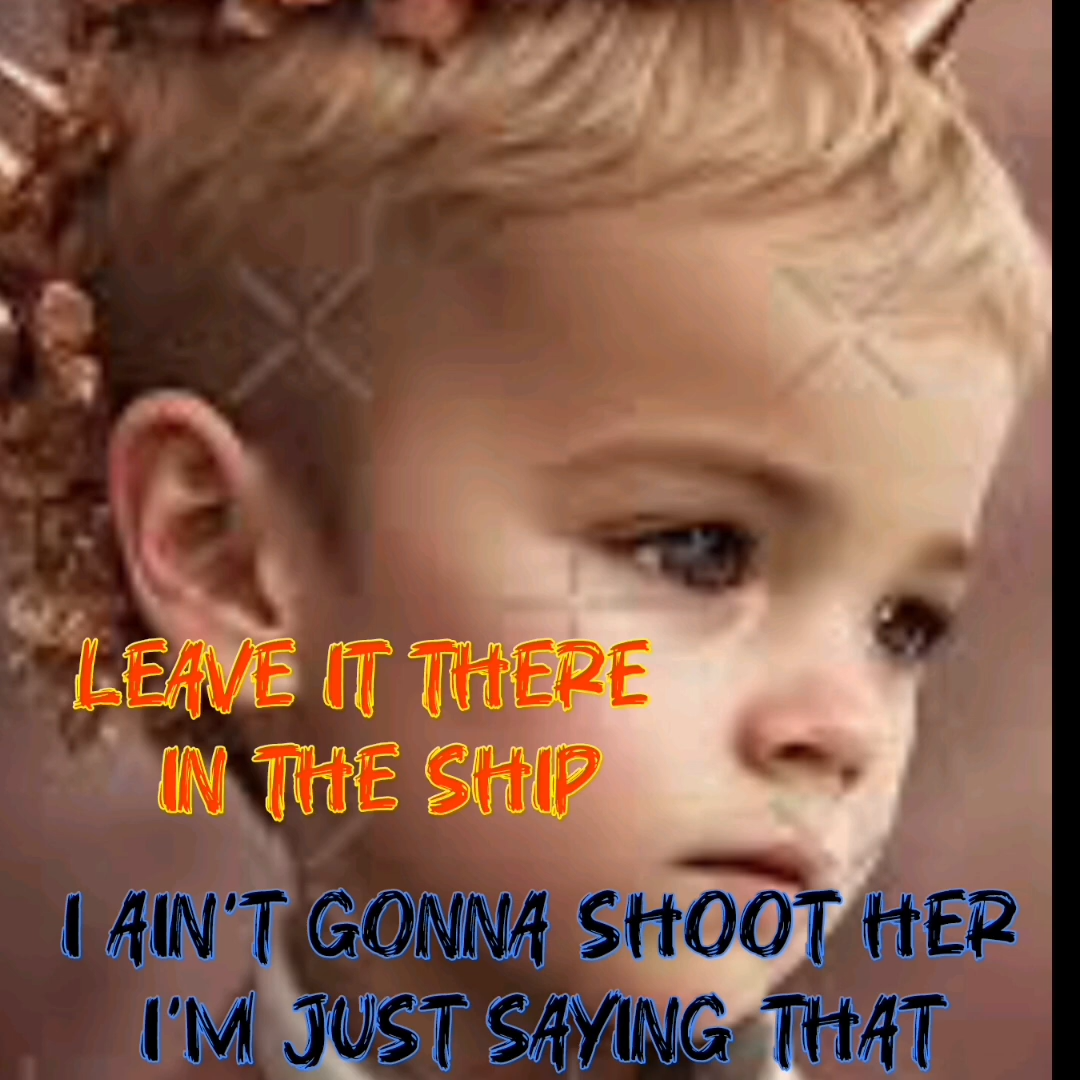 LEAVE IT THERE
IN THE SHIP
I AIN'T GONNA SHOOT HER
I'M JUST SAYING THAT